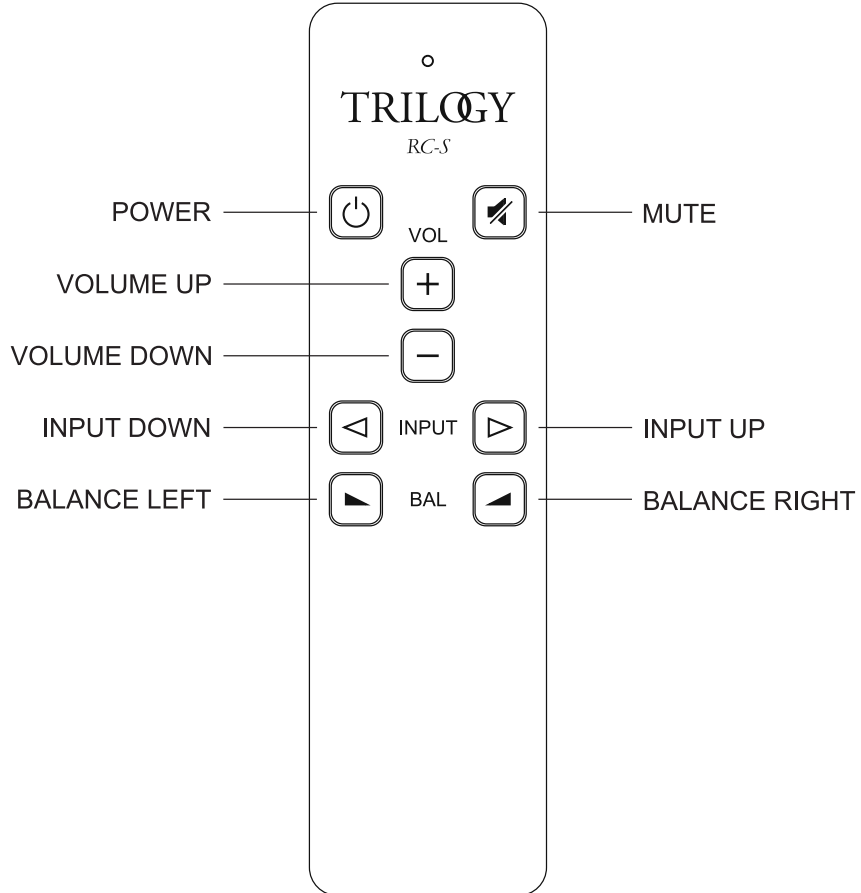 TRILOGY
RC-S
POWER
MUTE
VOL
VOLUME UP
VOLUME DOWN
INPUT DOWN
INPUT
INPUT UP
BALANCE LEFT
BAL
BALANCE RIGHT